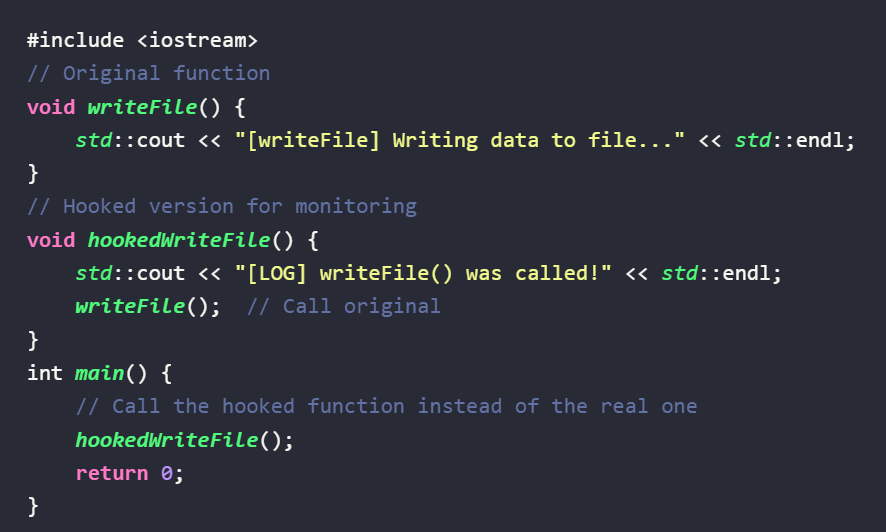 #include <iostream>
// Original function
void writeFile() {
    std::cout << "[writeFile] Writing data to file..." << std::endl;
}
// Hooked version for monitoring
void hookedWriteFile() {
    std::cout << "[LOG] writeFile() was called!" << std::endl;
    writeFile();  // Call original
}
int main() {
    // Call the hooked function instead of the real one
    hookedWriteFile();
    return 0;
}